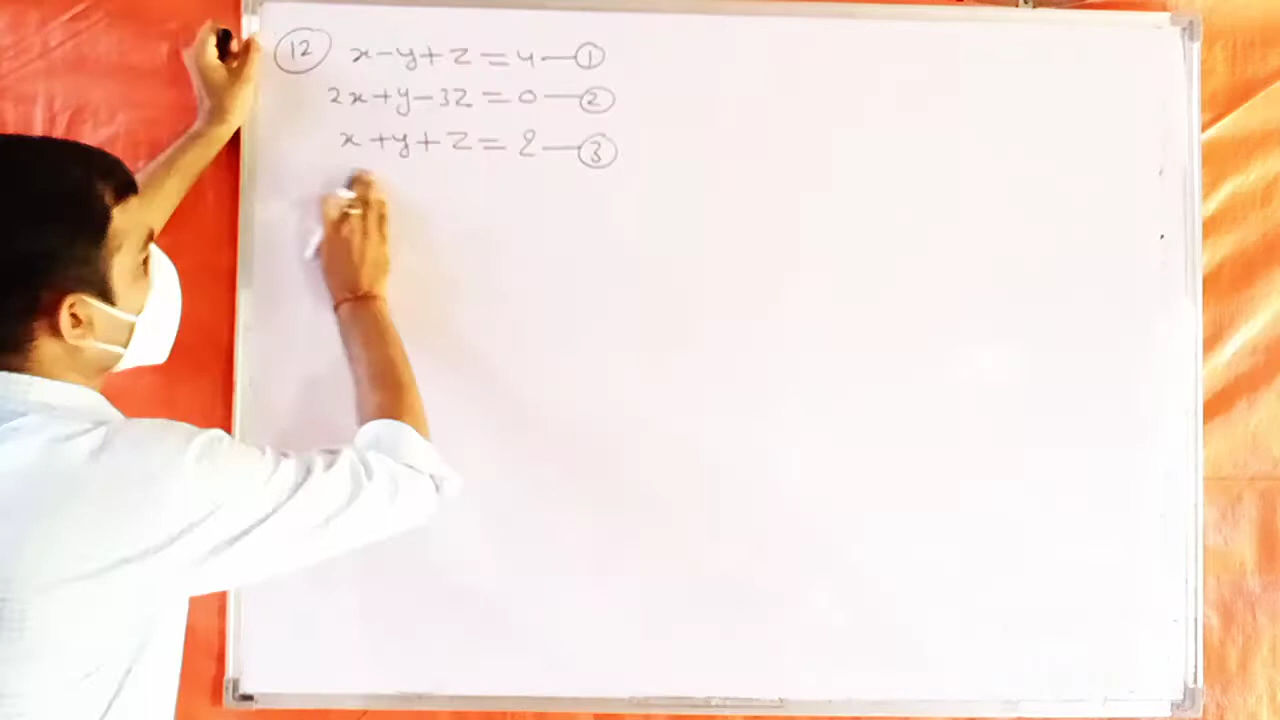 (12) x-y+z=4—(1)
2x+y-3z=0—(2)
x+y+z=2—(3)